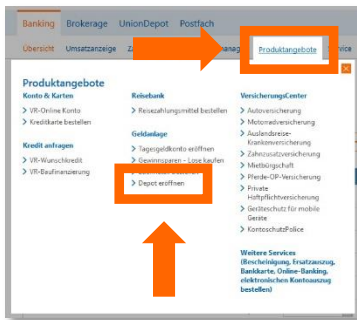 Banking Brokerage UnionDepot Postfach
Übersicht Umsatzanzeige Produktangebote
Produktangebote
Konto & Karten
VR-Online Konto
Kreditkarte bestellen
Kredit anfragen
VR-Wunschkredit
VR-Baufinanzierung
Reisebank
Reisezahlungsmittel bestellen
Geldanlage
Tagesgeldkonto eröffnen
Gewinnsparen - Lose kaufen
Depot eröffnen
VersicherungsCenter
Autoversicherung
Motorradversicherung
Auslandsreise-
Krankenversicherung
Zahnzusatzversicherung
Mietbürgschaft
Pferde-OP-Versicherung
Private
Haftpflichtversicherung
Geräteschutz für mobile
Geräte
KontoschutzPolice
Weitere Services
(Bescheinigung, Ersatzauszug,
Bankkarte, Online-Banking,
elektronischen Kontoauszug
bestellen)